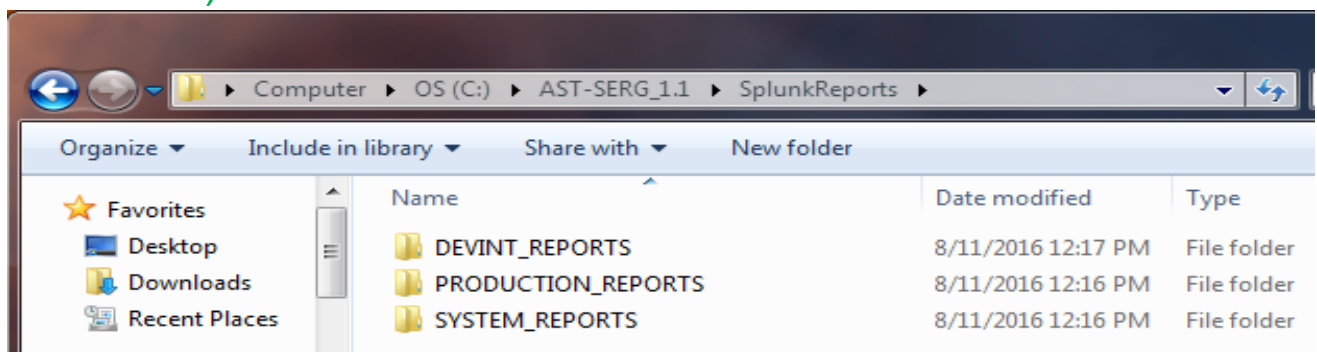 Computer OS (C:) AST-SERG_1.1 SplunkReports
Organize Include in library Share with New folder
Favorites
Desktop
Downloads
Recent Places
Name Date modified Type
DEVINT_REPORTS 8/11/2016 12:17 PM File folder
PRODUCTION_REPORTS 8/11/2016 12:16 PM File folder
SYSTEM_REPORTS 8/11/2016 12:16 PM File folder